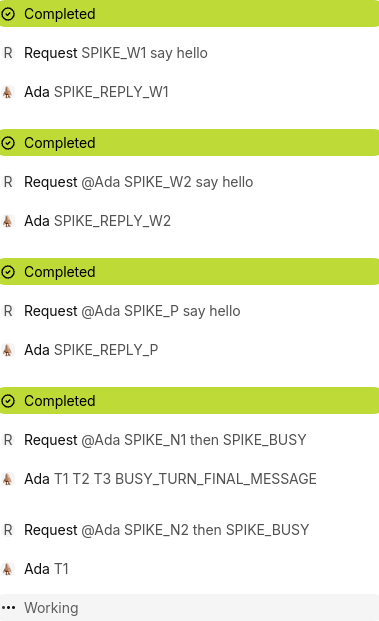 Completed
R Request SPIKE_W1 say hello
Ada SPIKE_REPLY_W1
Completed
R Request @Ada SPIKE_W2 say hello
Ada SPIKE_REPLY_W2
Completed
R Request @Ada SPIKE_P say hello
Ada SPIKE_REPLY_P
Completed
R Request @Ada SPIKE_N1 then SPIKE_BUSY
Ada T1 T2 T3 BUSY_TURN_FINAL_MESSAGE
R Request @Ada SPIKE_N2 then SPIKE_BUSY
Ada T1
Working